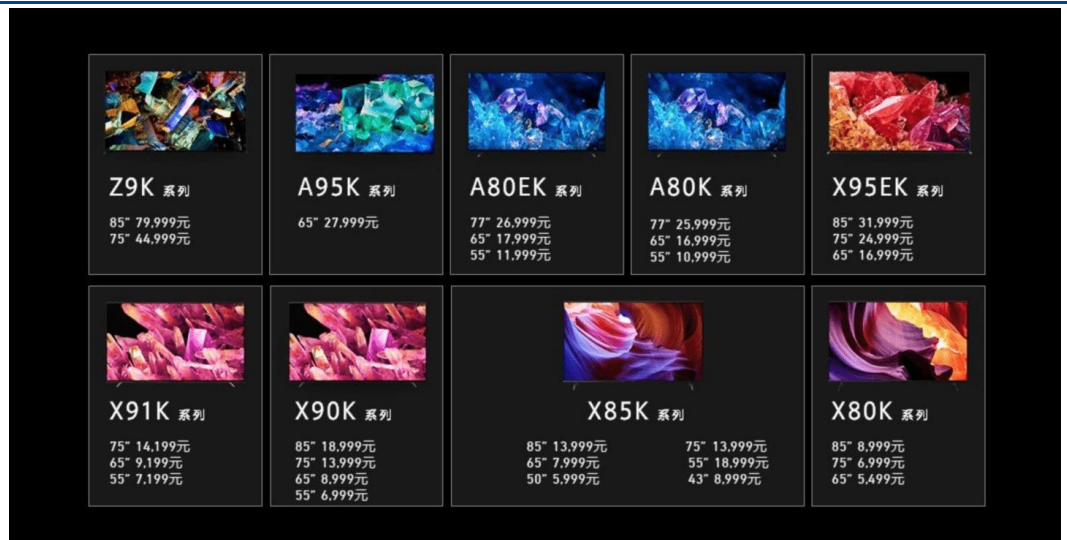 Z9K 系列
85" 79,999元
75" 44,999元
A95K 系列
65" 27,999元
A80EK 系列
77" 26,999元
65" 17,999元
55" 11,999元
A80K 系列
77" 25,999元
65" 16,999元
55" 10,999元
X95EK 系列
85" 31,999元
75" 24,999元
65" 16,999元
X91K 系列
75" 14,199元
65" 9,199元
55" 7,199元
X90K 系列
85" 18,999元
75" 13,999元
65" 8,999元
55" 6,999元
X85K 系列
85" 13,999元 75" 13,999元
65" 7,999元 55" 18,999元
50" 5,999元 43" 8,999元
X80K 系列
85" 8,999元
75" 6,999元
65" 5,499元